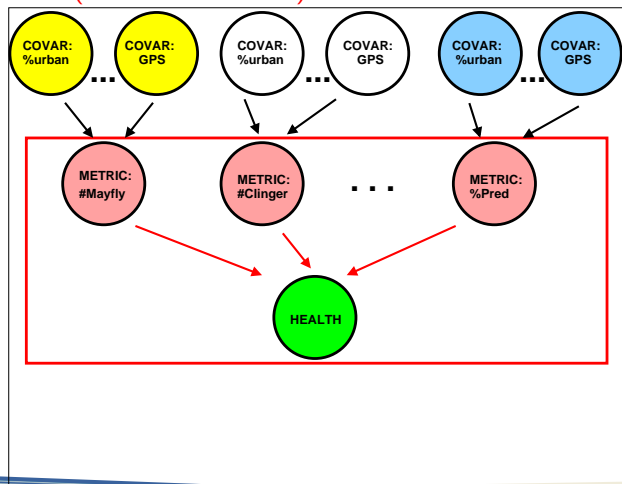 COVAR:
%urban
...
COVAR:
GPS
COVAR:
%urban
...
COVAR:
GPS
COVAR:
%urban
...
COVAR:
GPS
METRIC:
#Mayfly
METRIC:
#Clinger
. . .
METRIC:
%Pred
HEALTH